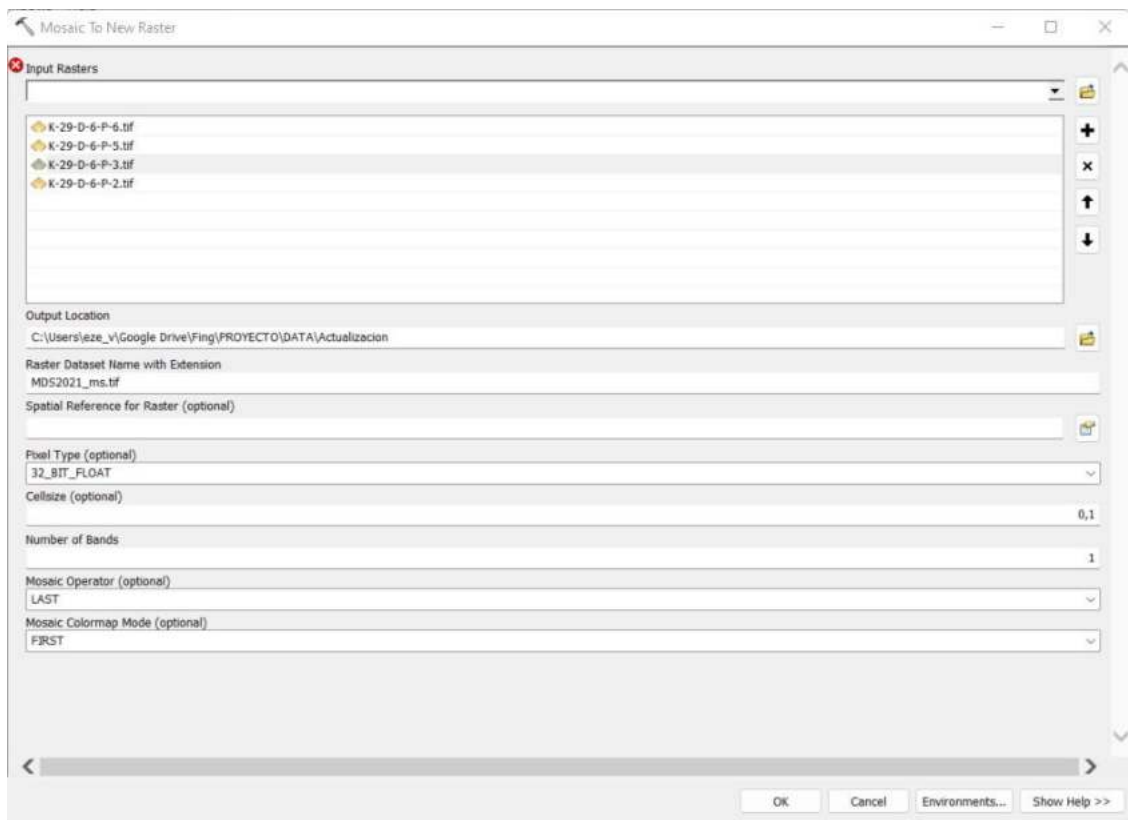 Mosaic To New Raster
Input Rasters
K-29-D-6-P-6.tif
K-29-D-6-P-5.tif
K-29-D-6-P-3.tif
K-29-D-6-P-2.tif
Output Location
C:\Users\eze_v\Google Drive\Fing\PROYECTO\DATA\Actualizacion
Raster Dataset Name with Extension
MDS2021_ms.tif
Spatial Reference for Raster (optional)
Pixel Type (optional)
32_BIT_FLOAT
Cellsize (optional)
0,1
Number of Bands
1
Mosaic Operator (optional)
LAST
Mosaic Colormap Mode (optional)
FIRST
OK Cancel Environments... Show Help >>